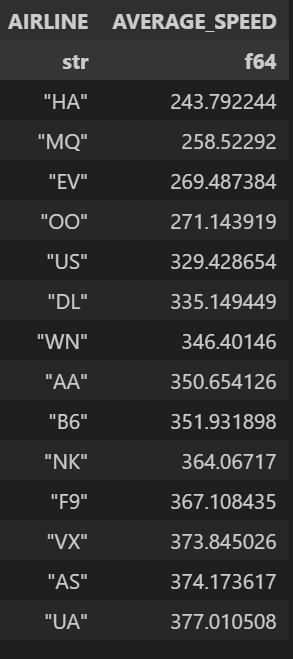 AIRLINE AVERAGE_SPEED
str f64
"HA" 243.792244
"MQ" 258.52292
"EV" 269.487384
"OO" 271.143919
"US" 329.428654
"DL" 335.149449
"WN" 346.40146
"AA" 350.654126
"B6" 351.931898
"NK" 364.06717
"F9" 367.108435
"VX" 373.845026
"AS" 374.173617
"UA" 377.010508